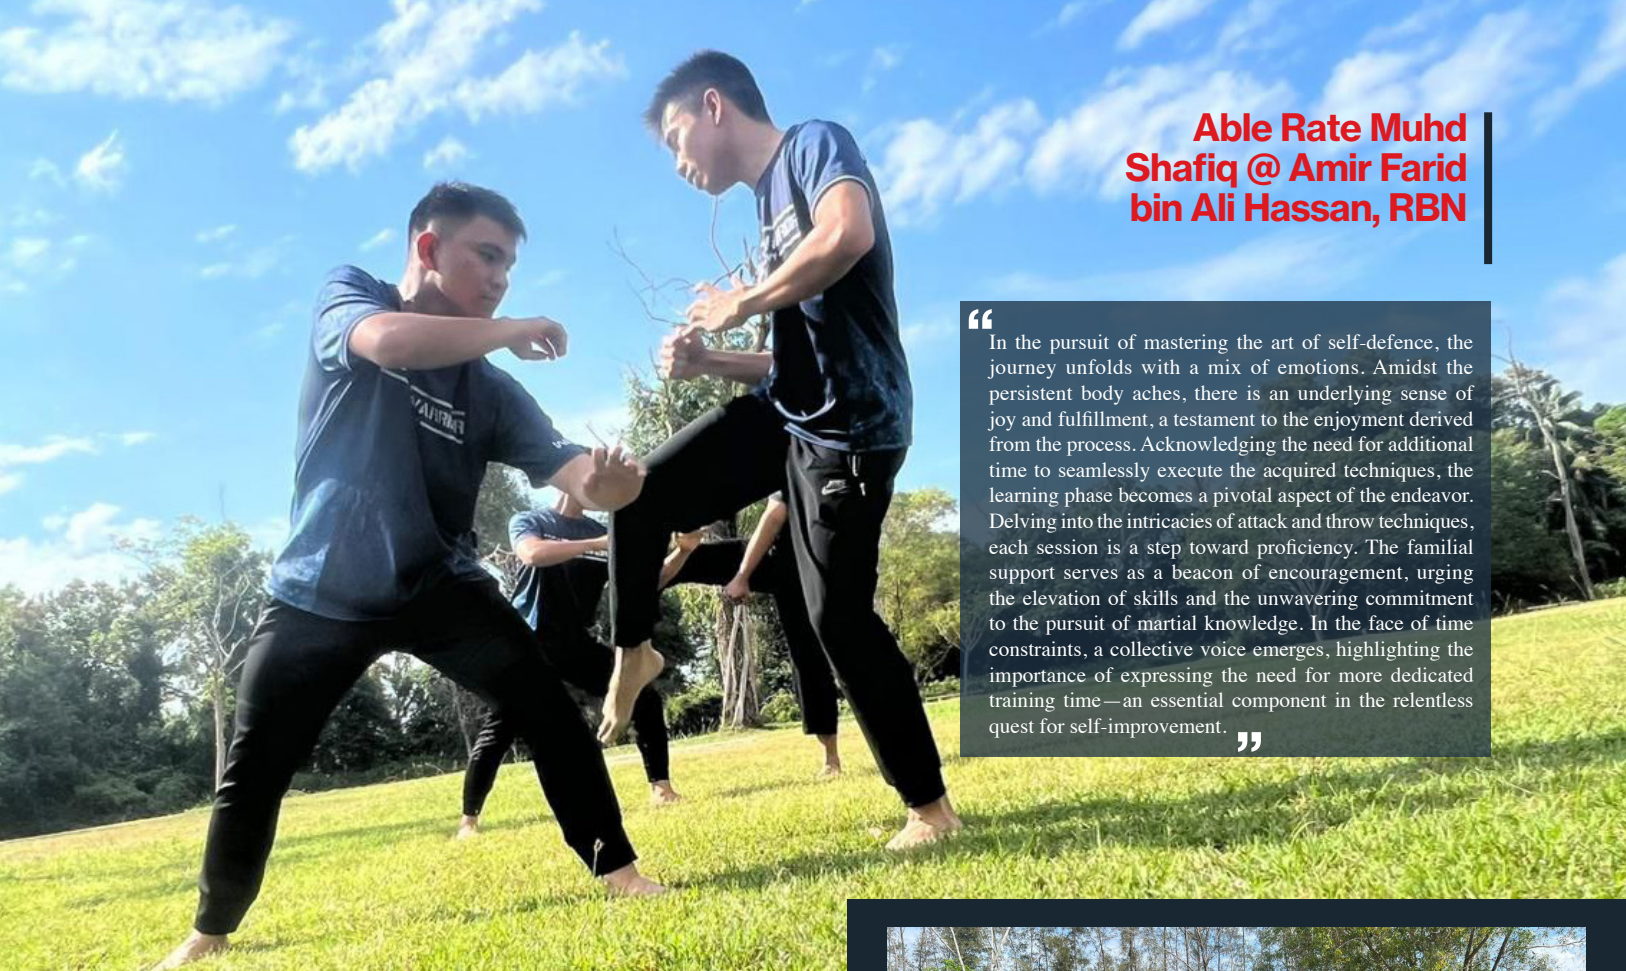 Able Rate Muhd
Shafiq @ Amir Farid
bin Ali Hassan, RBN
“
In the pursuit of mastering the art of self-defence, the
journey unfolds with a mix of emotions. Amidst the
persistent body aches, there is an underlying sense of
joy and fulfillment, a testament to the enjoyment derived
from the process. Acknowledging the need for additional
time to seamlessly execute the acquired techniques, the
learning phase becomes a pivotal aspect of the endeavor.
Delving into the intricacies of attack and throw techniques,
each session is a step toward proficiency. The familial
support serves as a beacon of encouragement, urging
the elevation of skills and the unwavering commitment
to the pursuit of martial knowledge. In the face of time
constraints, a collective voice emerges, highlighting the
importance of expressing the need for more dedicated
training time—an essential component in the relentless
quest for self-improvement. ”